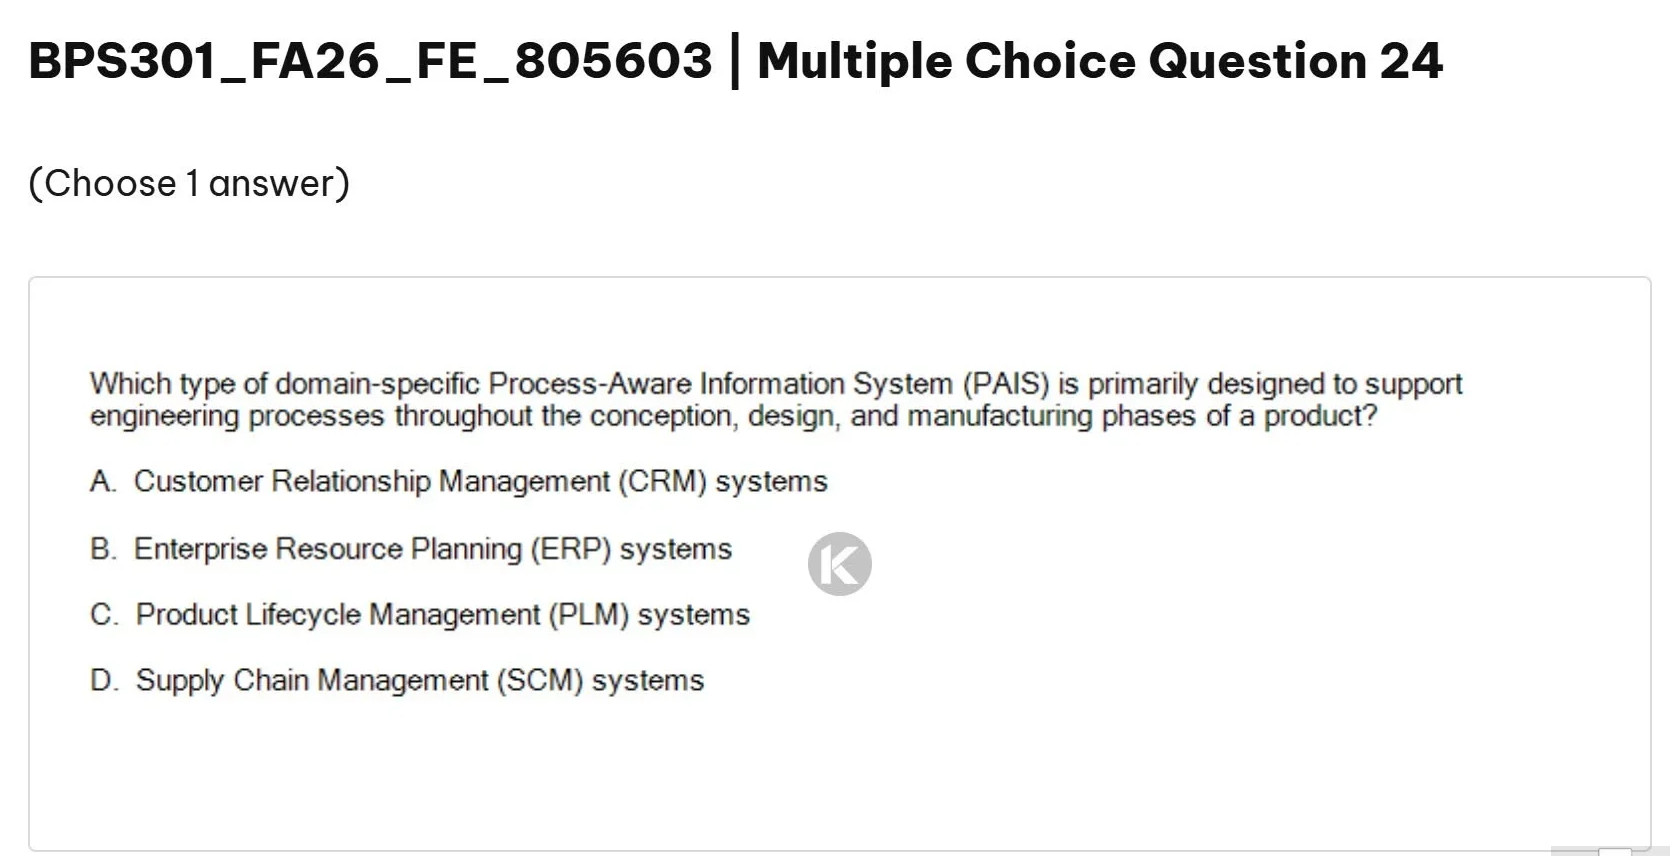 BPS301_FA26_FE_805603 | Multiple Choice Question 24
(Choose 1 answer)
Which type of domain-specific Process-Aware Information System (PAIS) is primarily designed to support
engineering processes throughout the conception, design, and manufacturing phases of a product?
A. Customer Relationship Management (CRM) systems
B. Enterprise Resource Planning (ERP) systems
K
C. Product Lifecycle Management (PLM) systems
D. Supply Chain Management (SCM) systems